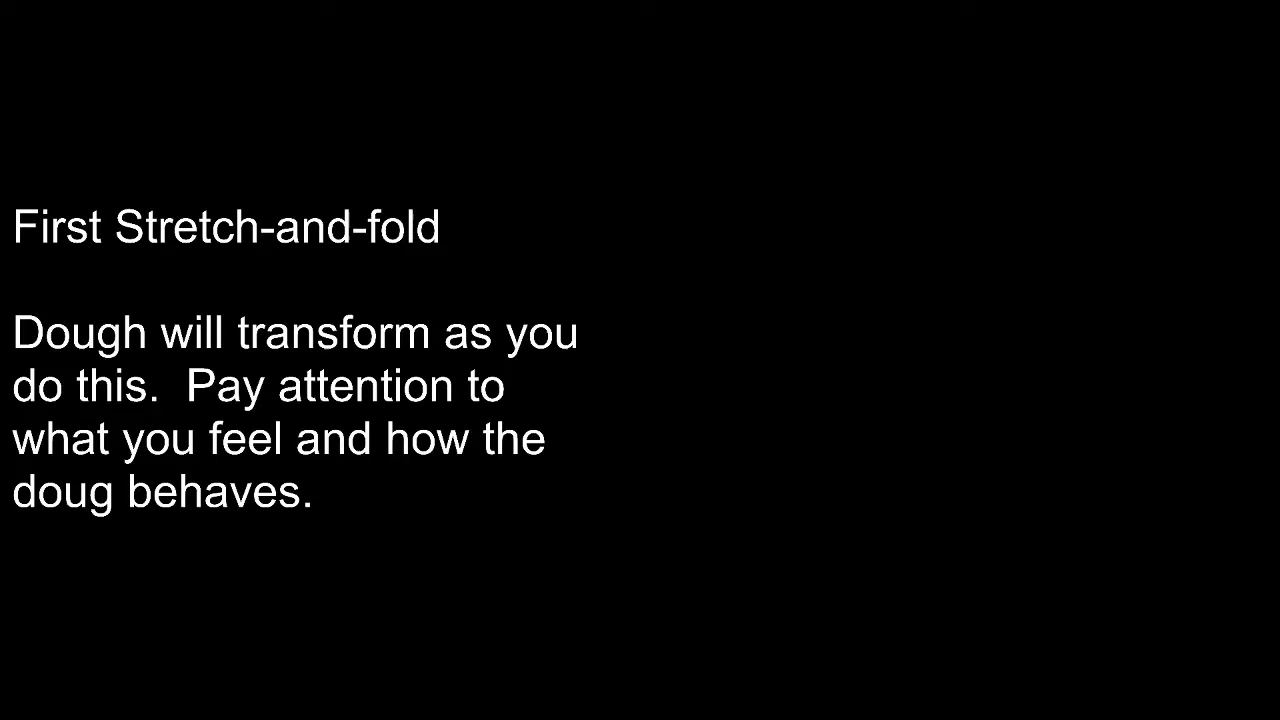 First Stretch-and-fold
Dough will transform as you
do this.  Pay attention to
what you feel and how the
doug behaves.